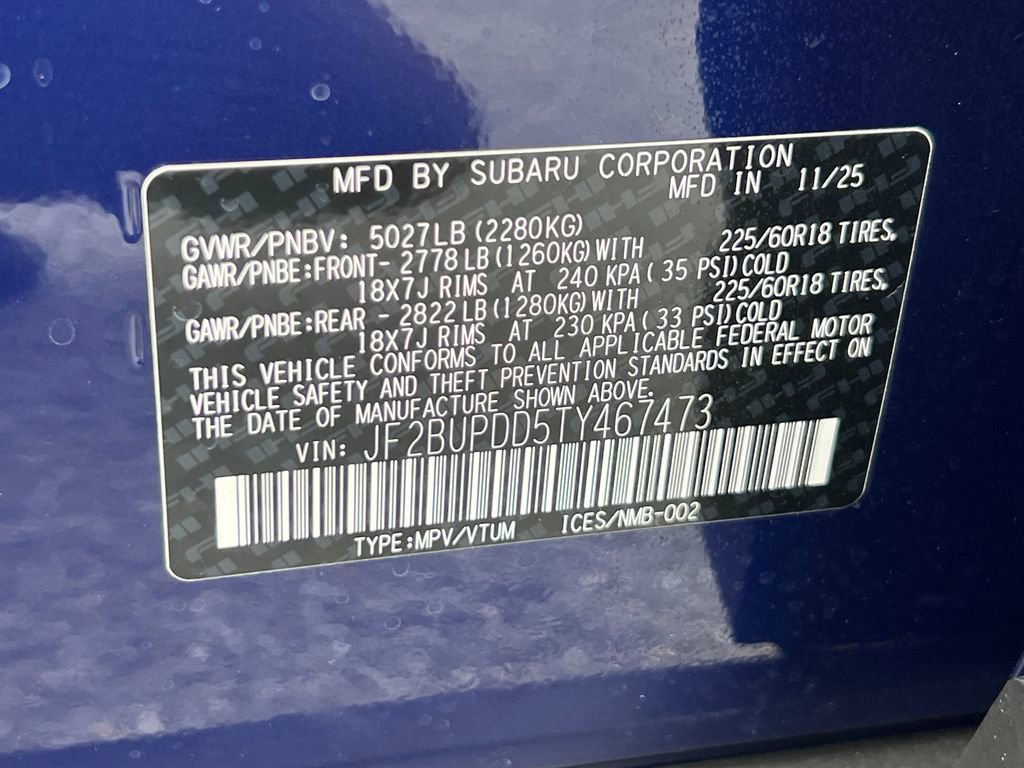 MFD BY SUBARU CORPORATION
MFD IN 11/25
GVWR/PNBV: 5027LB (2280KG)
GAWR/PNBE:FRONT- 2778 LB (1260KG) WITH 225/60R18 TIRES,
18X7J RIMS AT 240 KPA ( 35 PSI) COLD
GAWR/PNBE:REAR - 2822 LB (1280KG) WITH 225/60R18 TIRES,
18X7J RIMS AT 230 KPA ( 33 PSI) COLD
THIS VEHICLE CONFORMS TO ALL APPLICABLE FEDERAL MOTOR
VEHICLE SAFETY AND THEFT PREVENTION STANDARDS IN EFFECT ON
THE DATE OF MANUFACTURE SHOWN ABOVE.
VIN: JF2BUPDD5TY467473
TYPE:MPV/VTUM ICES/NMB-002